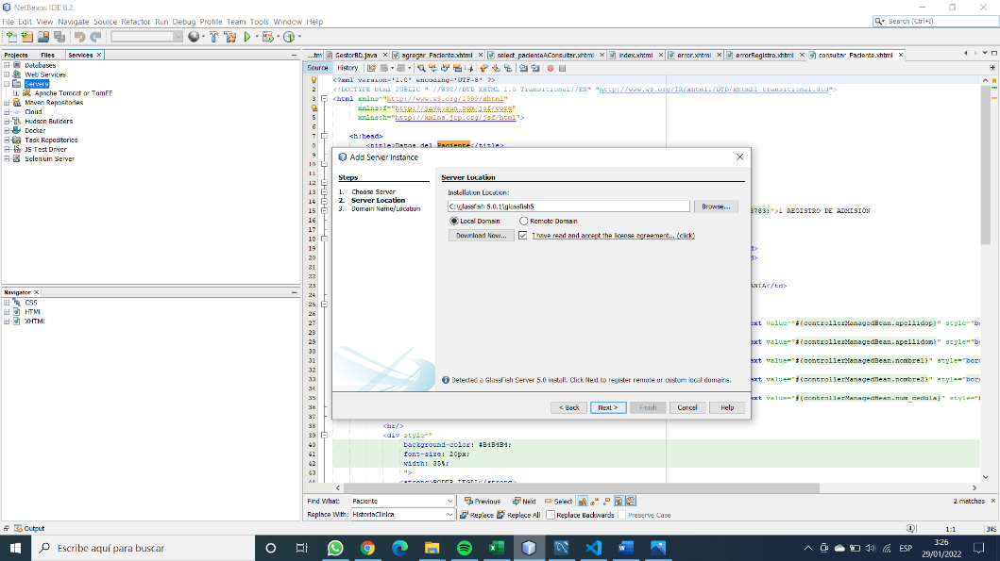 NetBeans IDE 8.2
File Edit View Navigate Source Refactor Run Debug Profile Team Tools Window Help
Search (Ctrl+I)
Projects Files Services
Databases
Web Services
Servers
Apache Tomcat or TomEE
Maven Repositories
Cloud
Hudson Builders
Docker
Task Repositories
JS Test Driver
Selenium Server
Navigator
CSS
HTML
XHTML
...tm GestorBD.java agregar_Paciente.xhtml select_pacienteAConsultar.xhtml index.xhtml error.xhtml errorRegistro.xhtml consultar_Paciente.xhtml
Source History
<?xml version='1.0' encoding='UTF-8' ?>
2 <!DOCTYPE html PUBLIC "-//W3C//DTD XHTML 1.0 Transitional//EN" "http://www.w3.org/TR/xhtml1/DTD/xhtml1-transitional.dtd">
3 <html xmlns="http://www.w3.org/1999/xhtml"
xmlns:f="http://java.sun.com/jsf/core"
5 xmlns:h="http://xmlns.jcp.org/jsf/html">
6
7 <h:head>
8 <title>Datos del Paciente</title>
9
10
11
12
13
14
15 3783;">1 REGISTRO DE ADMISIÓN
16
17
18
19 d>
20 d>
21
22
23 ANÍA</td>
24
25
26
27 ext value="#{controllerManagedBean.apellidop}" style="bo
28
29 ext value="#{controllerManagedBean.apellidom}" style="bo
30
31 ext value="#{controllerManagedBean.nombre1}" style="bor
32
33 ext value="#{controllerManagedBean.nombre2}" style="bor
34
35 ext value="#{controllerManagedBean.num_cedula}" style="b
36
37
38 <hr/>
39 <div style="
40 background-color: #B4B4B4;
41 font-size: 20px;
42 width: 35%;
43 ">
44 <strong>PODER LEGAL</strong>
Add Server Instance
Steps
1. Choose Server
2. Server Location
3. Domain Name/Location
Server Location
Installation Location:
C:\glassfish-5.0.1\glassfish5
Browse...
Local Domain Remote Domain
Download Now... I have read and accept the license agreement... (click)
Detected a GlassFish Server 5.0 install. Click Next to register remote or custom local domains.
< Back Next > Finish Cancel Help
Find What: Paciente Previous Next Select 2 matches
Replace With: HistoriaClinica Replace Replace All Replace Backwards Preserve Case
Output 1:1 INS
Escribe aquí para buscar
ESP
3:26
29/01/2022